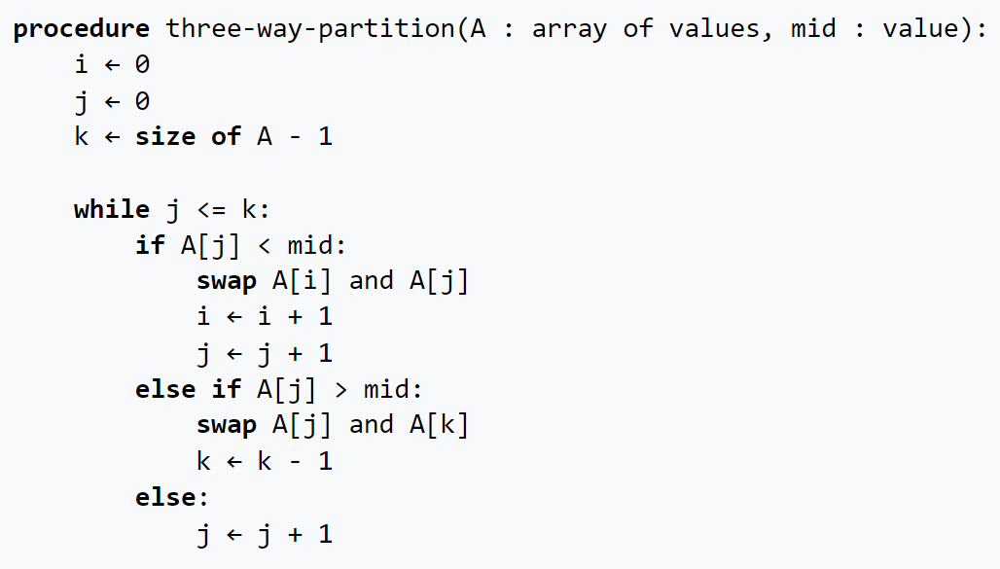 procedure three-way-partition(A : array of values, mid : value):
    i ← 0
    j ← 0
    k ← size of A - 1

    while j <= k:
        if A[j] < mid:
            swap A[i] and A[j]
            i ← i + 1
            j ← j + 1
        else if A[j] > mid:
            swap A[j] and A[k]
            k ← k - 1
        else:
            j ← j + 1